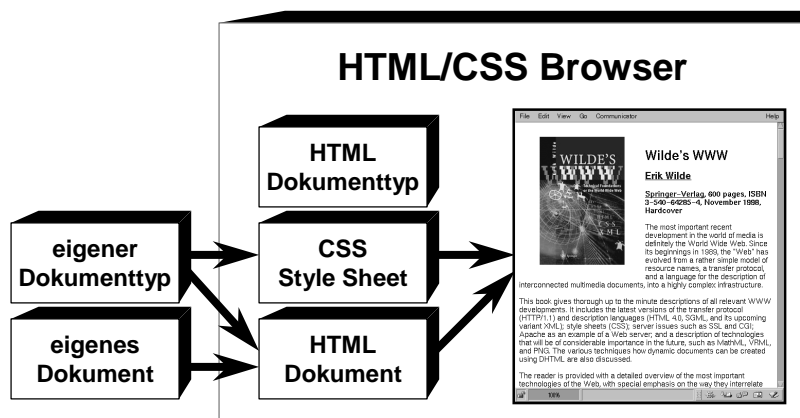 HTML/CSS Browser
HTML
Dokumenttyp
eigener
Dokumenttyp
CSS
Style Sheet
eigenes
Dokument
HTML
Dokument
File Edit View Go Communicator Help
WILDE'S
WWW
Technical Foundations
of the World Wide Web
Wilde's WWW
Erik Wilde
Springer-Verlag, 600 pages, ISBN
3-540-64285-4, November 1998,
Hardcover
The most important recent
development in the world of media is
definitely the World Wide Web. Since
its beginnings in 1989, the "Web" has
evolved from a rather simple model of
resource names, a transfer protocol,
and a language for the description of
interconnected multimedia documents, into a highly complex infrastructure.
This book gives thorough up to the minute descriptions of all relevant WWW
developments. It includes the latest versions of the transfer protocol
(HTTP/1.1) and description languages (HTML 4.0, SGML, and its upcoming
variant XML); style sheets (CSS); server issues such as SSL and CGI;
Apache as an example of a Web server; and a description of technologies
that will be of considerable importance in the future, such as MathML, VRML,
and PNG. The various techniques how dynamic documents can be created
using DHTML are also discussed.
The reader is provided with a detailed overview of the most important
technologies of the Web, with special emphasis on the way they interrelate
100%